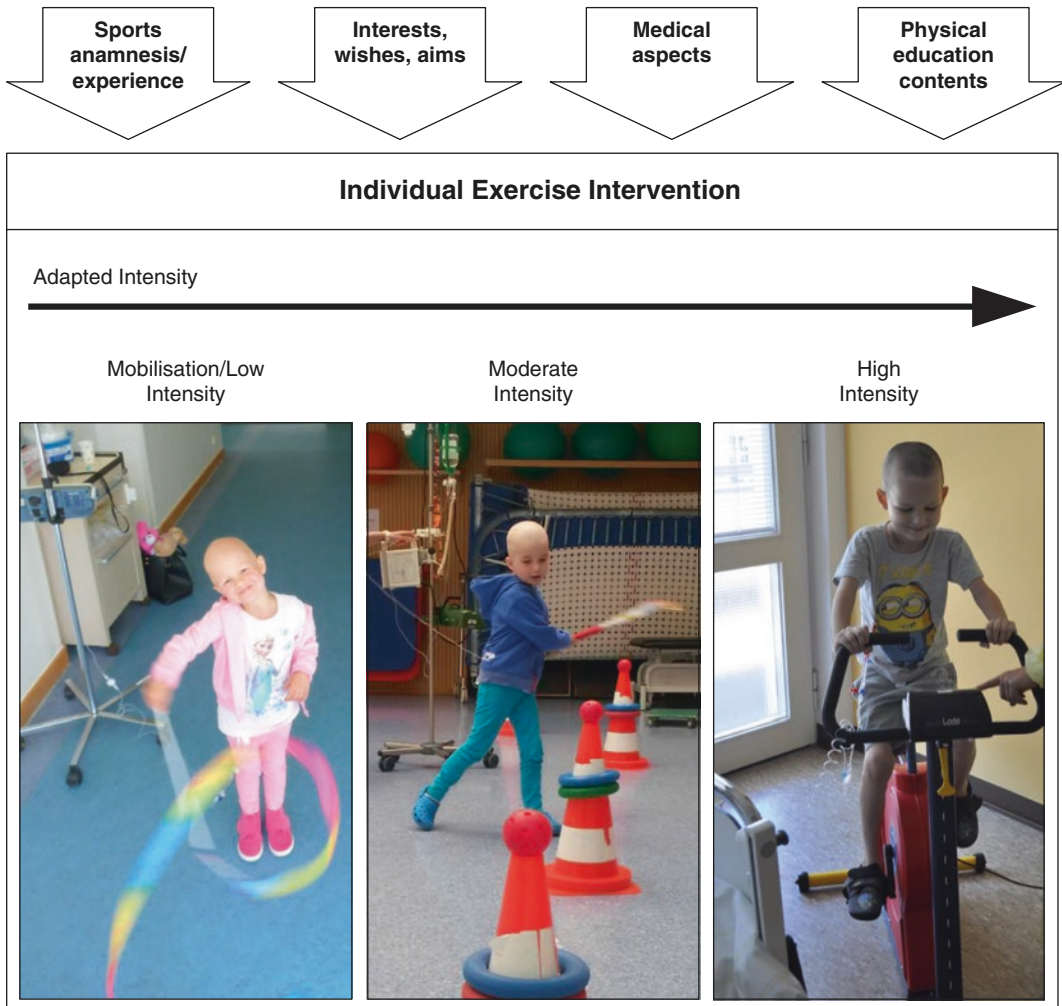 Sports
anamnesis/
experience
Interests,
wishes, aims
Medical
aspects
Physical
education
contents
Individual Exercise Intervention
Adapted Intensity
Mobilisation/Low
Intensity
Moderate
Intensity
High
Intensity
Lode